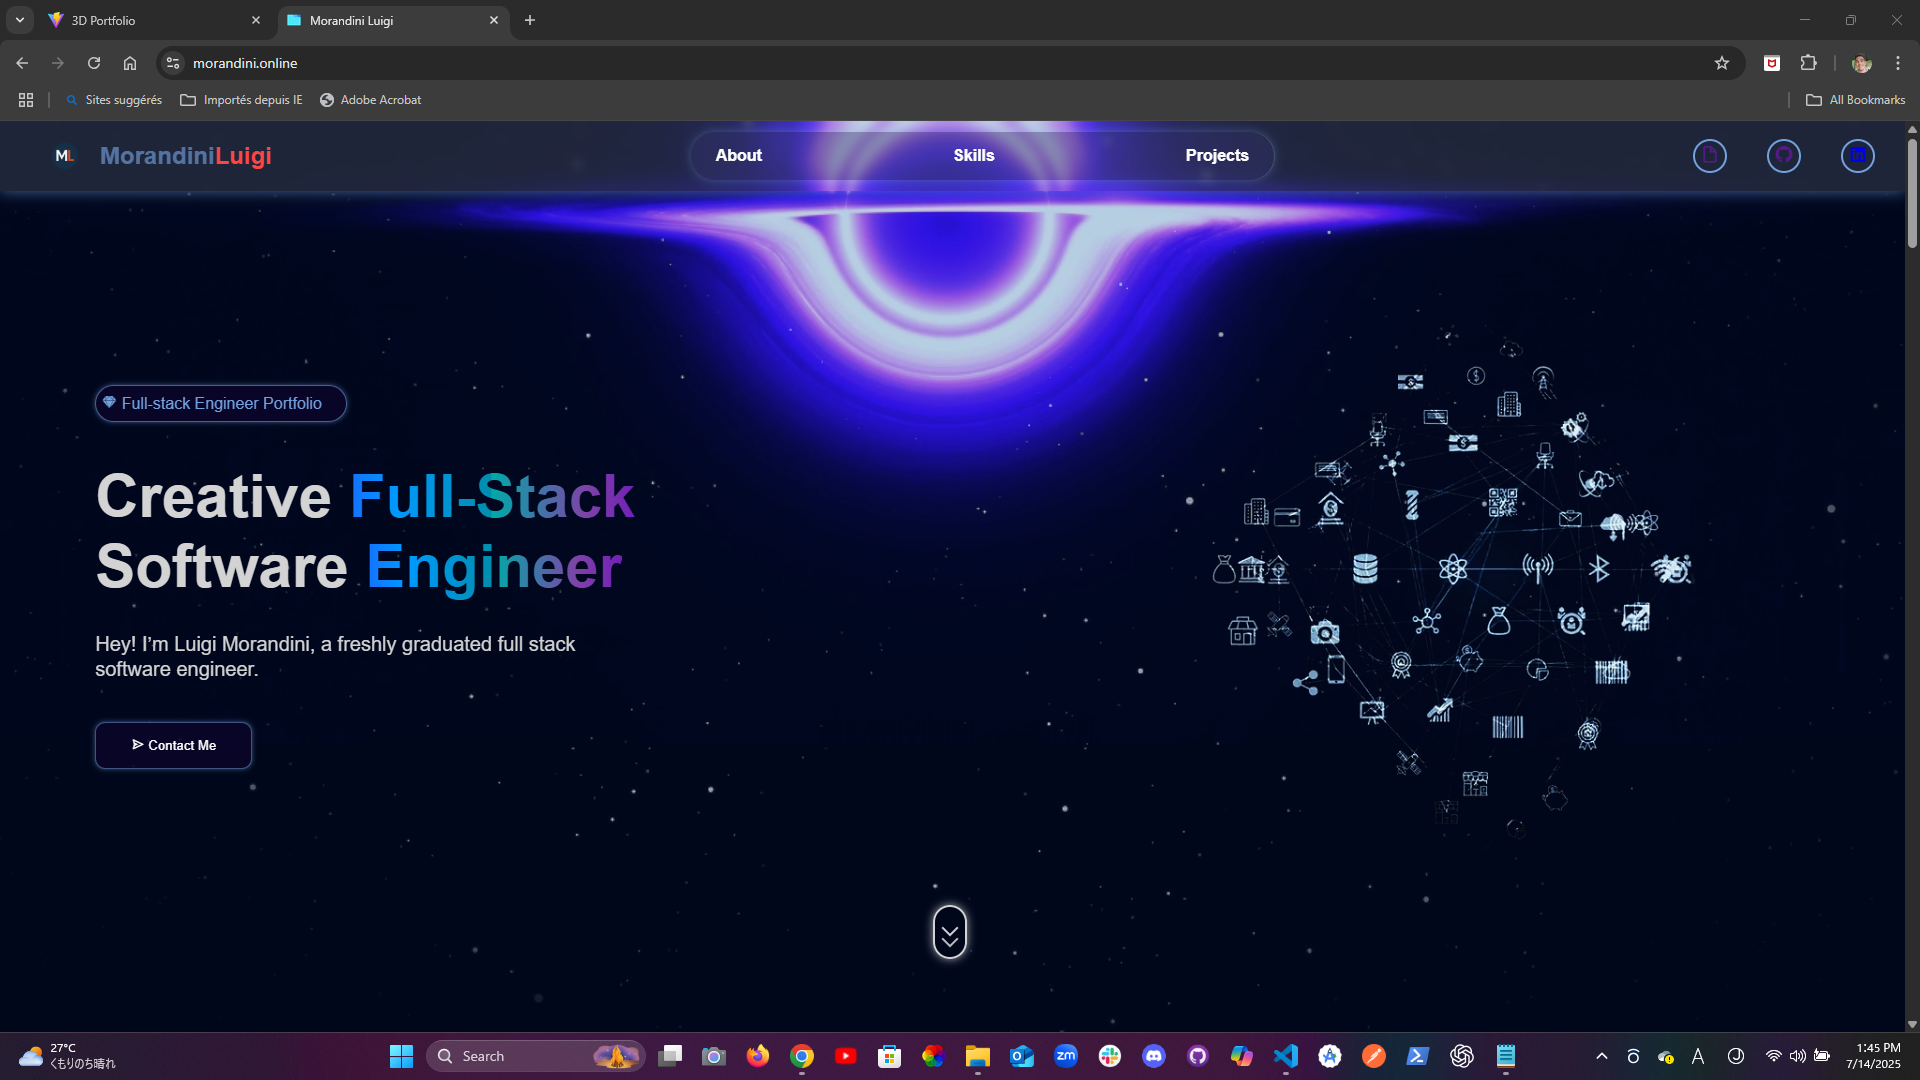 3D Portfolio
Morandini Luigi
morandini.online
Sites suggérés
Importés depuis IE
Adobe Acrobat
All Bookmarks
ML
MorandiniLuigi
About
Skills
Projects
Full-stack Engineer Portfolio
Creative Full-Stack
Software Engineer
Hey! I’m Luigi Morandini, a freshly graduated full stack
software engineer.
Contact Me
27°C
くもりのち晴れ
Search
zm
A
1:45 PM
7/14/2025